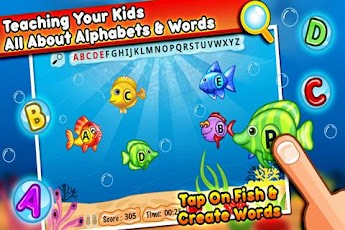 Teaching Your Kids
All About Alphabets & Words
ABCDEFGHIJKLMNOPQRSTUVWXYZ
D
B
E
C
A
D
A
Score : 305
Tap On Fish &
Create Words